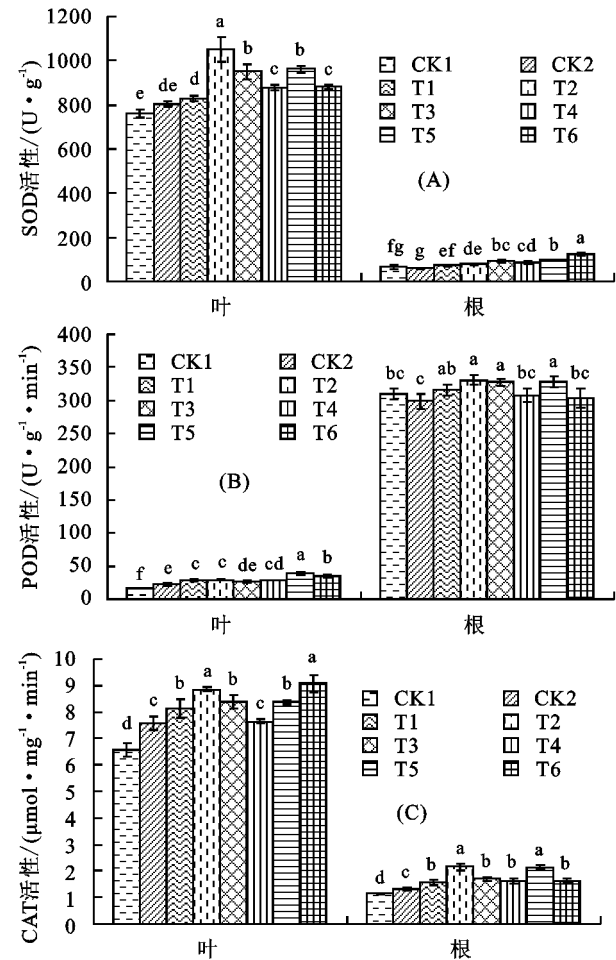 1200
1000
800
600
400
200
0
SOD活性/(U·g⁻¹)
e de d a b c b c
fg g ef de bc cd b a
CK1 CK2
T1 T2
T3 T4
T5 T6
(A)
叶 根
400
350
300
250
200
150
100
50
0
POD活性/(U·g⁻¹·min⁻¹)
CK1 CK2
T1 T2
T3 T4
T5 T6
(B)
f e c c de cd a b
bc c ab a a bc a bc
叶 根
10
9
8
7
6
5
4
3
2
1
0
CAT活性/(μmol·mg⁻¹·min⁻¹)
d c b a b c b a
d c b a b b a b
CK1 CK2
T1 T2
T3 T4
T5 T6
(C)
叶 根